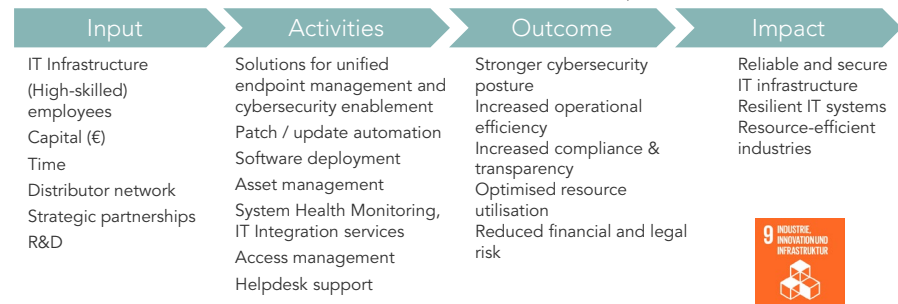 Input
Activities
Outcome
Impact
IT Infrastructure
(High-skilled)
employees
Capital (€)
Time
Distributor network
Strategic partnerships
R&D
Solutions for unified
endpoint management and
cybersecurity enablement
Patch / update automation
Software deployment
Asset management
System Health Monitoring,
IT Integration services
Access management
Helpdesk support
Stronger cybersecurity
posture
Increased operational
efficiency
Increased compliance &
transparency
Optimised resource
utilisation
Reduced financial and legal
risk
Reliable and secure
IT infrastructure
Resilient IT systems
Resource-efficient
industries
9 INDUSTRIE,
INNOVATION UND
INFRASTRUKTUR